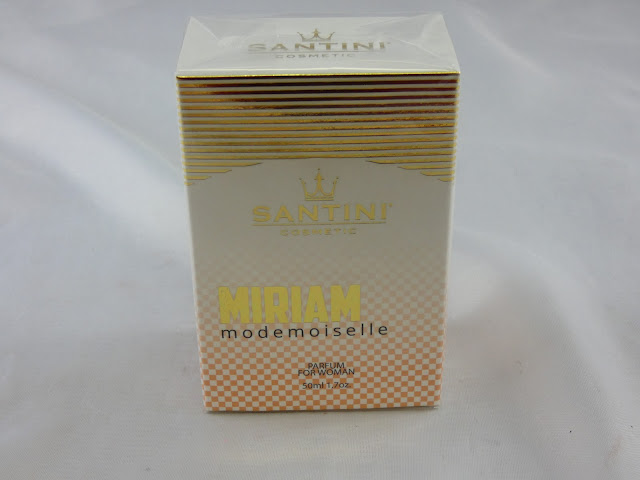 SANTINI
COSMETIC
SANTINI
COSMETIC
MIRIAM
modemoiselle
PARFUM
FOR WOMAN
50ml 1,7oz.